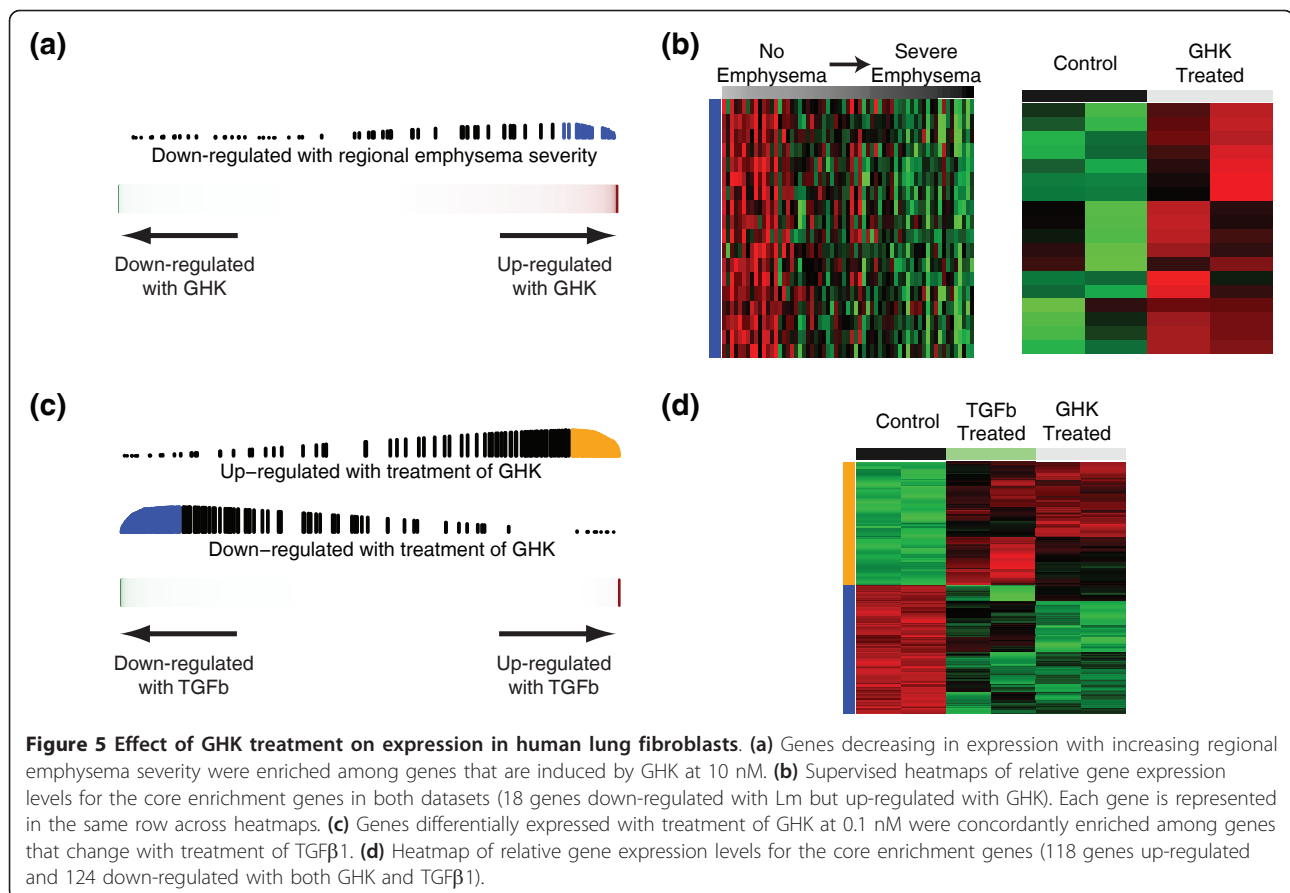 (a)
Down-regulated with regional emphysema severity
Down-regulated
with GHK
Up-regulated
with GHK
(b)
No
Emphysema
Severe
Emphysema
Control
GHK
Treated
(c)
Up-regulated with treatment of GHK
Down-regulated with treatment of GHK
Down-regulated
with TGFb
Up-regulated
with TGFb
(d)
Control
TGFb
Treated
GHK
Treated
Figure 5 Effect of GHK treatment on expression in human lung fibroblasts. (a) Genes decreasing in expression with increasing regional
emphysema severity were enriched among genes that are induced by GHK at 10 nM. (b) Supervised heatmaps of relative gene expression
levels for the core enrichment genes in both datasets (18 genes down-regulated with Lm but up-regulated with GHK). Each gene is represented
in the same row across heatmaps. (c) Genes differentially expressed with treatment of GHK at 0.1 nM were concordantly enriched among genes
that change with treatment of TGFβ1. (d) Heatmap of relative gene expression levels for the core enrichment genes (118 genes up-regulated
and 124 down-regulated with both GHK and TGFβ1).